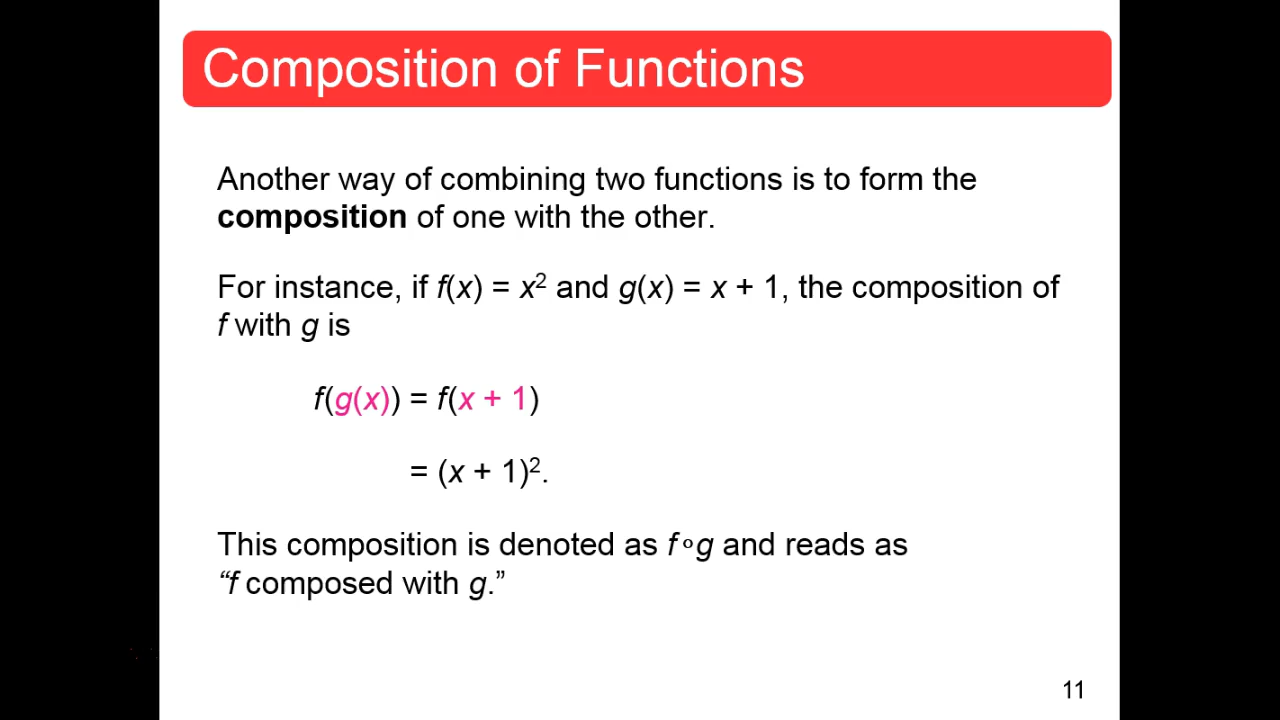 Composition of Functions
Another way of combining two functions is to form the
composition of one with the other.
For instance, if f(x) = x² and g(x) = x + 1, the composition of
f with g is
f(g(x)) = f(x + 1)
= (x + 1)².
This composition is denoted as f ∘ g and reads as
“f composed with g.”
11